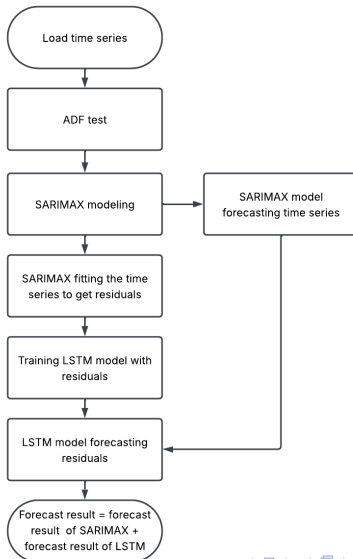 Load time series
ADF test
SARIMAX modeling
SARIMAX model
forecasting time series
SARIMAX fitting the time
series to get residuals
Training LSTM model with
residuals
LSTM model forecasting
residuals
Forecast result = forecast
result of SARIMAX +
forecast result of LSTM